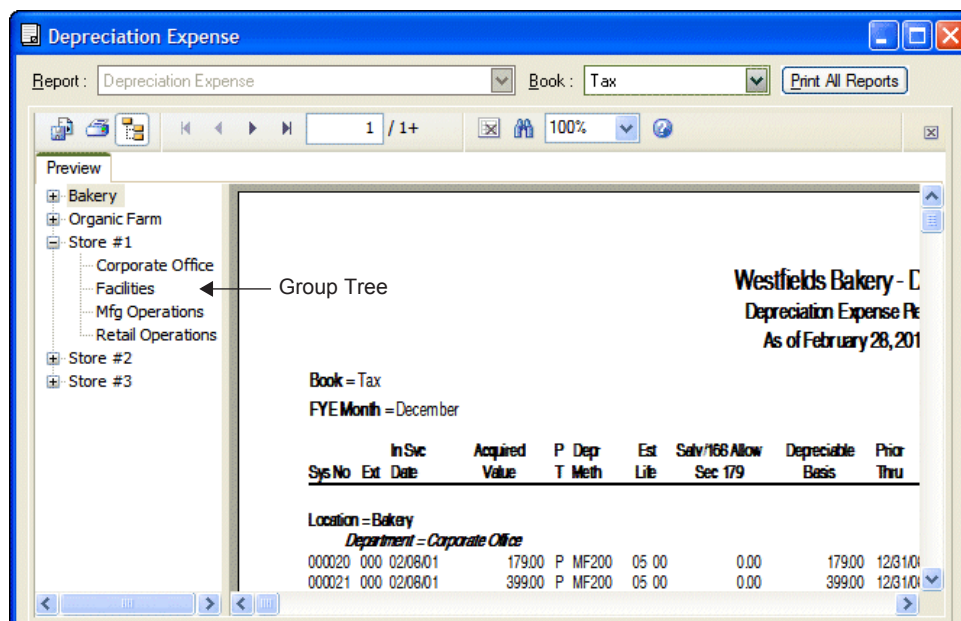 Depreciation Expense
Report : Depreciation Expense Book : Tax Print All Reports
1 / 1+ 100%
Preview
Bakery
Organic Farm
Store #1
Corporate Office
Facilities
Mfg Operations
Retail Operations
Store #2
Store #3
Group Tree
Westfields Bakery - D
Depreciation Expense Re
As of February 28, 201
Book = Tax
FYE Month = December
In Svc Acquired P Depr Est Salv/168 Allow Depreciable Prior
Sys No Ext Date Value T Meth Life Sec 179 Basis Thru
Location = Bakery
Department = Corporate Office
000020 000 02/08/01 179.00 P MF200 05 00 0.00 179.00 12/31/0
000021 000 02/08/01 399.00 P MF200 05 00 0.00 399.00 12/31/0